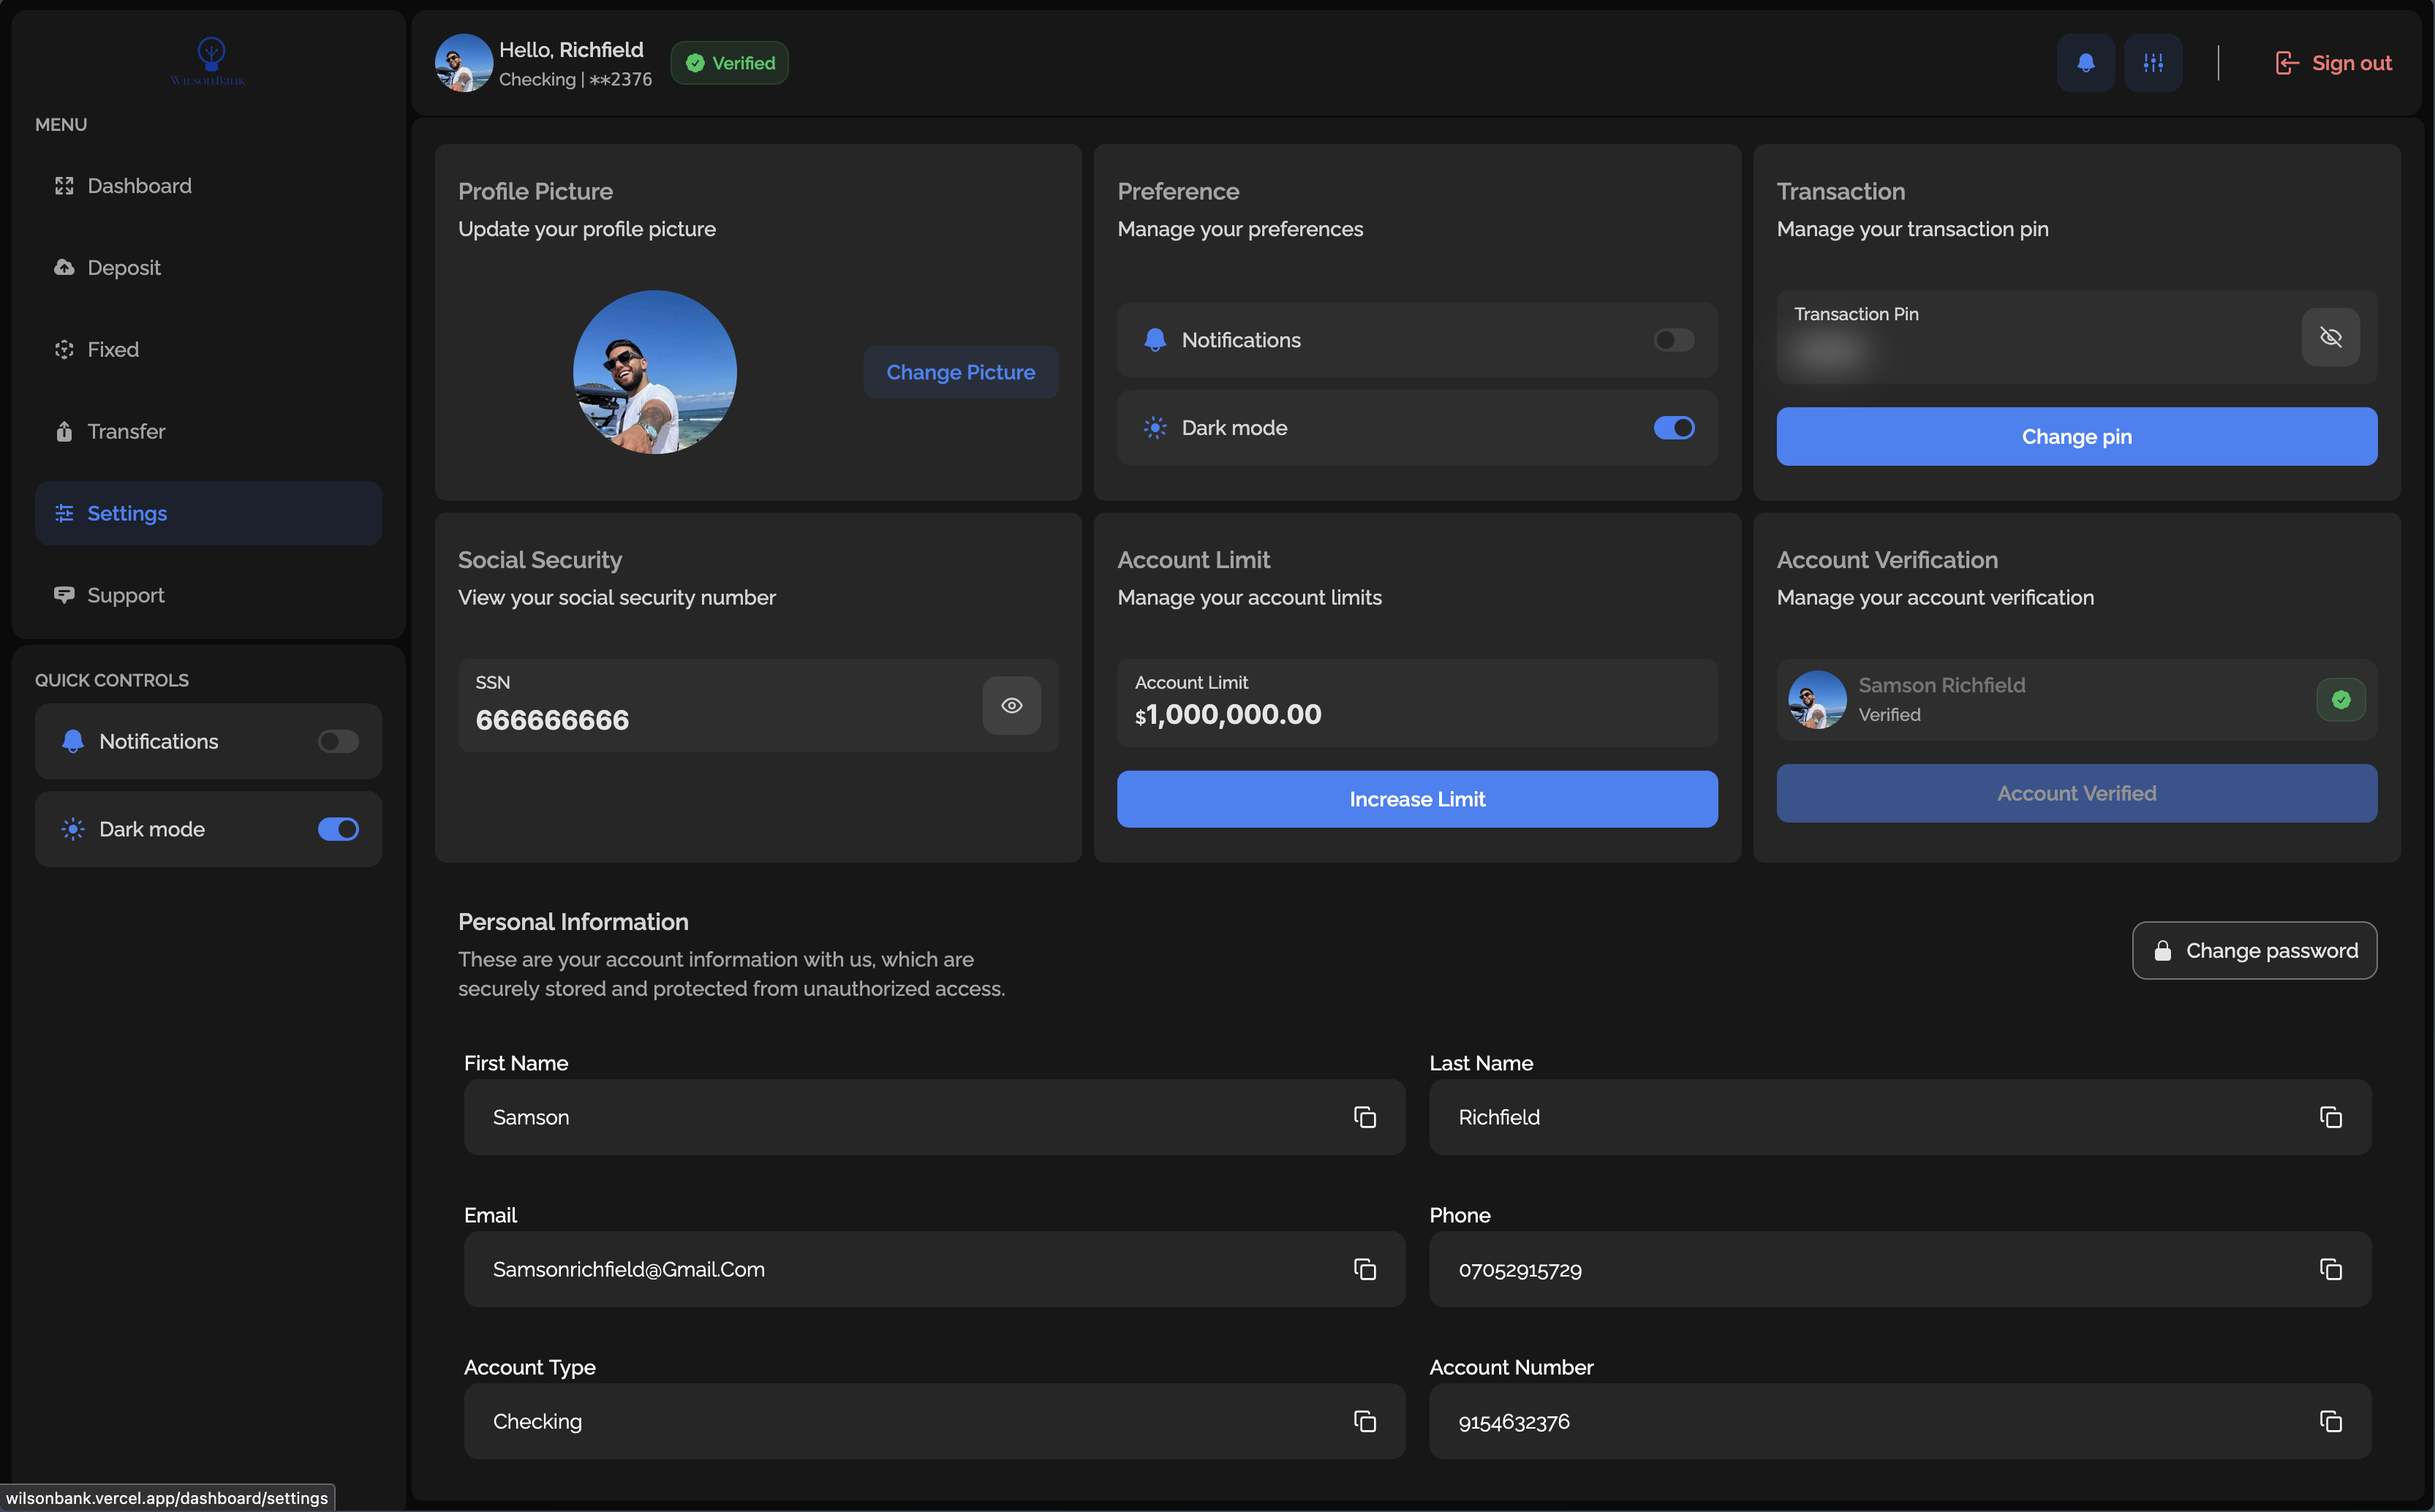 WilsonBank
MENU
Dashboard
Deposit
Fixed
Transfer
Settings
Support
QUICK CONTROLS
Notifications
Dark mode
Hello, Richfield
Checking | **2376
Verified
Sign out
Profile Picture
Update your profile picture
Change Picture
Preference
Manage your preferences
Notifications
Dark mode
Transaction
Manage your transaction pin
Transaction Pin
Change pin
Social Security
View your social security number
SSN
666666666
Account Limit
Manage your account limits
Account Limit
$1,000,000.00
Increase Limit
Account Verification
Manage your account verification
Samson Richfield
Verified
Account Verified
Personal Information
These are your account information with us, which are
securely stored and protected from unauthorized access.
Change password
First Name
Samson
Last Name
Richfield
Email
Samsonrichfield@Gmail.Com
Phone
07052915729
Account Type
Checking
Account Number
9154632376
wilsonbank.vercel.app/dashboard/settings